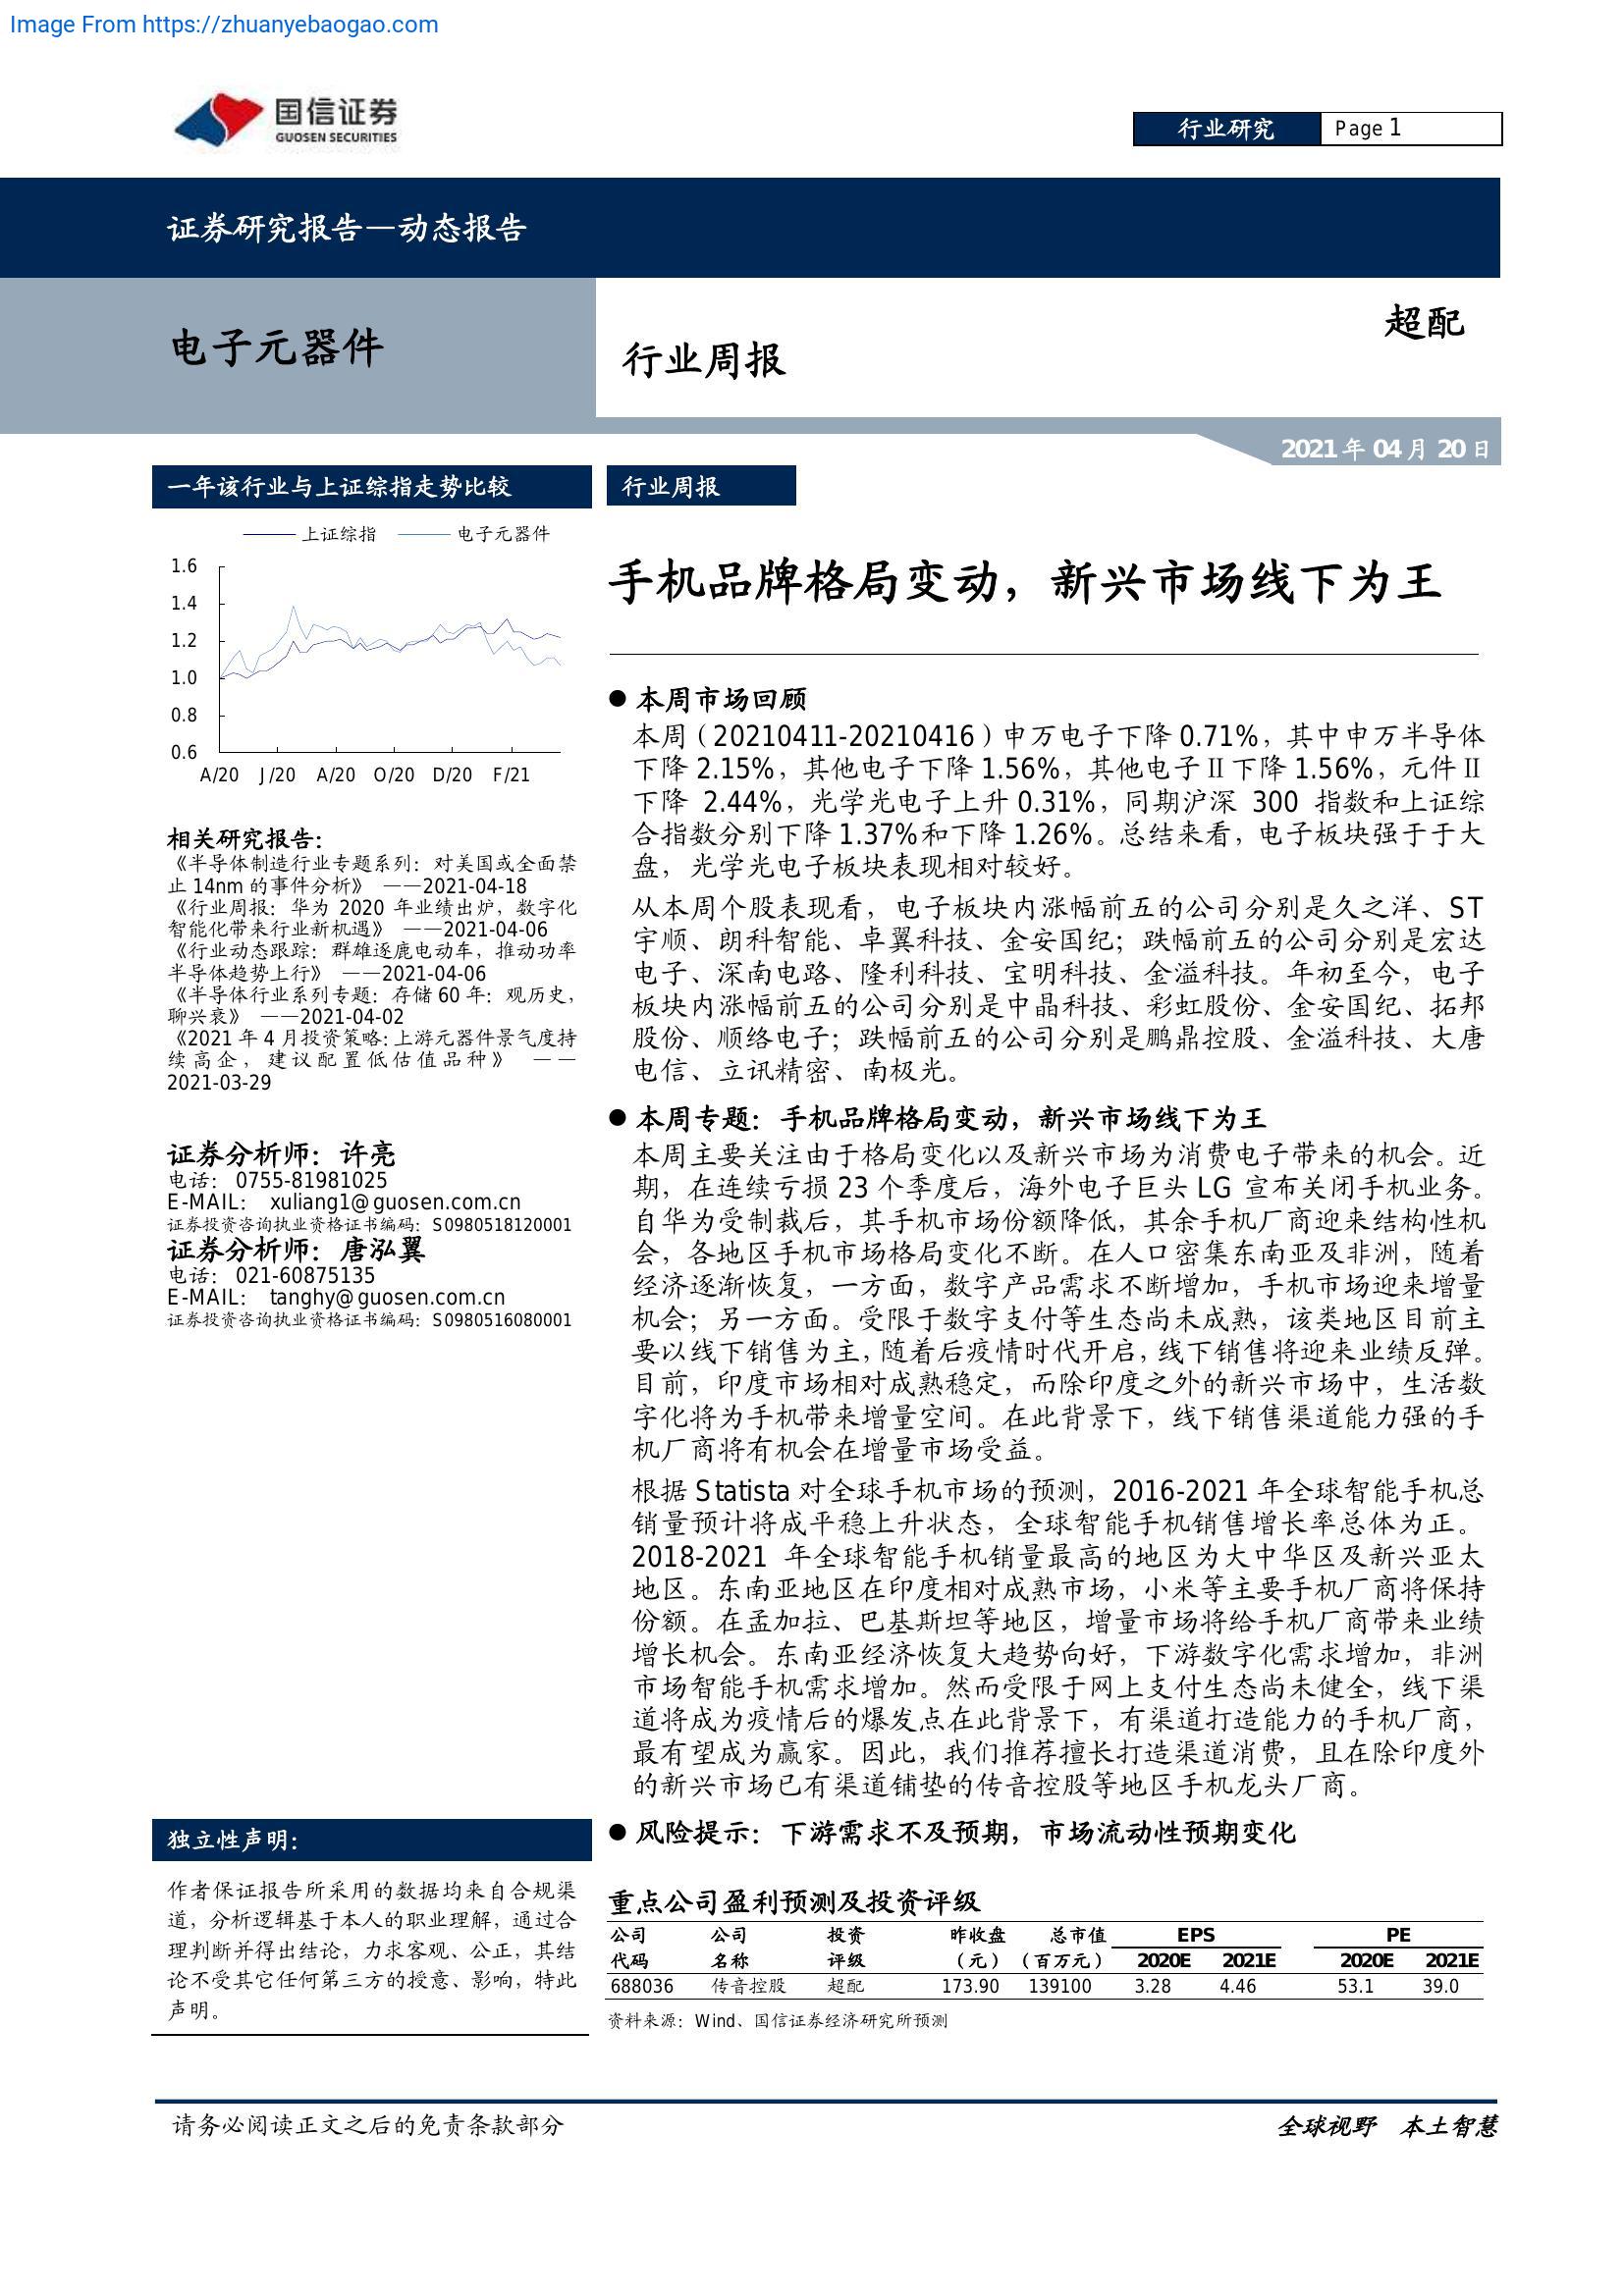 Image From https://zhuanyebaogao.com
国信证券
GUOSEN SECURITIES
行业研究
Page 1
证券研究报告—动态报告
电子元器件
行业周报
超配
2021 年 04 月 20 日
一年该行业与上证综指走势比较
上证综指 电子元器件
1.6
1.4
1.2
1.0
0.8
0.6
A/20 J/20 A/20 O/20 D/20 F/21
相关研究报告：
《半导体制造行业专题系列：对美国或全面禁
止 14nm 的事件分析》 ——2021-04-18
《行业周报：华为 2020 年业绩出炉，数字化
智能化带来行业新机遇》 ——2021-04-06
《行业动态跟踪：群雄逐鹿电动车，推动功率
半导体趋势上行》 ——2021-04-06
《半导体行业系列专题：存储 60 年：观历史，
聊兴衰》 ——2021-04-02
《2021 年 4 月投资策略：上游元器件景气度持
续高企，建议配置低估值品种》 ——
2021-03-29
证券分析师：许亮
电话： 0755-81981025
E-MAIL： xuliang1@guosen.com.cn
证券投资咨询执业资格证书编码：S0980518120001
证券分析师：唐泓翼
电话： 021-60875135
E-MAIL： tanghy@guosen.com.cn
证券投资咨询执业资格证书编码：S0980516080001
独立性声明：
作者保证报告所采用的数据均来自合规渠
道，分析逻辑基于本人的职业理解，通过合
理判断并得出结论，力求客观、公正，其结
论不受其它任何第三方的授意、影响，特此
声明。
行业周报
手机品牌格局变动，新兴市场线下为王
● 本周市场回顾
本周（20210411-20210416）申万电子下降 0.71%，其中申万半导体
下降 2.15%，其他电子下降 1.56%，其他电子Ⅱ下降 1.56%，元件Ⅱ
下降 2.44%，光学光电子上升 0.31%，同期沪深 300 指数和上证综
合指数分别下降 1.37%和下降 1.26%。总结来看，电子板块强于于大
盘，光学光电子板块表现相对较好。
从本周个股表现看，电子板块内涨幅前五的公司分别是久之洋、ST
宇顺、朗科智能、卓翼科技、金安国纪；跌幅前五的公司分别是宏达
电子、深南电路、隆利科技、宝明科技、金溢科技。年初至今，电子
板块内涨幅前五的公司分别是中晶科技、彩虹股份、金安国纪、拓邦
股份、顺络电子；跌幅前五的公司分别是鹏鼎控股、金溢科技、大唐
电信、立讯精密、南极光。
● 本周专题：手机品牌格局变动，新兴市场线下为王
本周主要关注由于格局变化以及新兴市场为消费电子带来的机会。近
期，在连续亏损 23 个季度后，海外电子巨头 LG 宣布关闭手机业务。
自华为受制裁后，其手机市场份额降低，其余手机厂商迎来结构性机
会，各地区手机市场格局变化不断。在人口密集东南亚及非洲，随着
经济逐渐恢复，一方面，数字产品需求不断增加，手机市场迎来增量
机会；另一方面。受限于数字支付等生态尚未成熟，该类地区目前主
要以线下销售为主，随着后疫情时代开启，线下销售将迎来业绩反弹。
目前，印度市场相对成熟稳定，而除印度之外的新兴市场中，生活数
字化将为手机带来增量空间。在此背景下，线下销售渠道能力强的手
机厂商将有机会在增量市场受益。
根据 Statista 对全球手机市场的预测，2016-2021 年全球智能手机总
销量预计将成平稳上升状态，全球智能手机销售增长率总体为正。
2018-2021 年全球智能手机销量最高的地区为大中华区及新兴亚太
地区。东南亚地区在印度相对成熟市场，小米等主要手机厂商将保持
份额。在孟加拉、巴基斯坦等地区，增量市场将给手机厂商带来业绩
增长机会。东南亚经济恢复大趋势向好，下游数字化需求增加，非洲
市场智能手机需求增加。然而受限于网上支付生态尚未健全，线下渠
道将成为疫情后的爆发点在此背景下，有渠道打造能力的手机厂商，
最有望成为赢家。因此，我们推荐擅长打造渠道消费，且在除印度外
的新兴市场已有渠道铺垫的传音控股等地区手机龙头厂商。
● 风险提示：下游需求不及预期，市场流动性预期变化
重点公司盈利预测及投资评级
公司 公司 投资 昨收盘 总市值 EPS PE
代码 名称 评级 （元） （百万元） 2020E 2021E 2020E 2021E
688036 传音控股 超配 173.90 139100 3.28 4.46 53.1 39.0
资料来源：Wind、国信证券经济研究所预测
请务必阅读正文之后的免责条款部分
全球视野 本土智慧